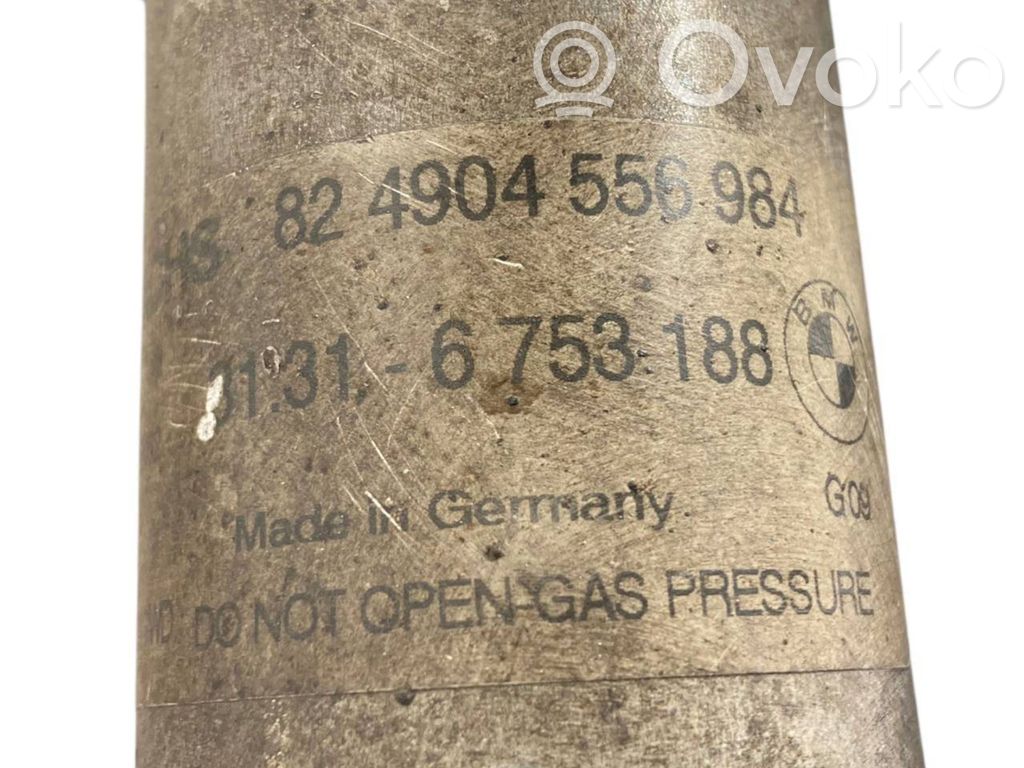 Ovoko
HS 82 4904 556 984
31.31.-6 753 188 BMW
G09
Made in Germany
DO NOT OPEN-GAS PRESSURE